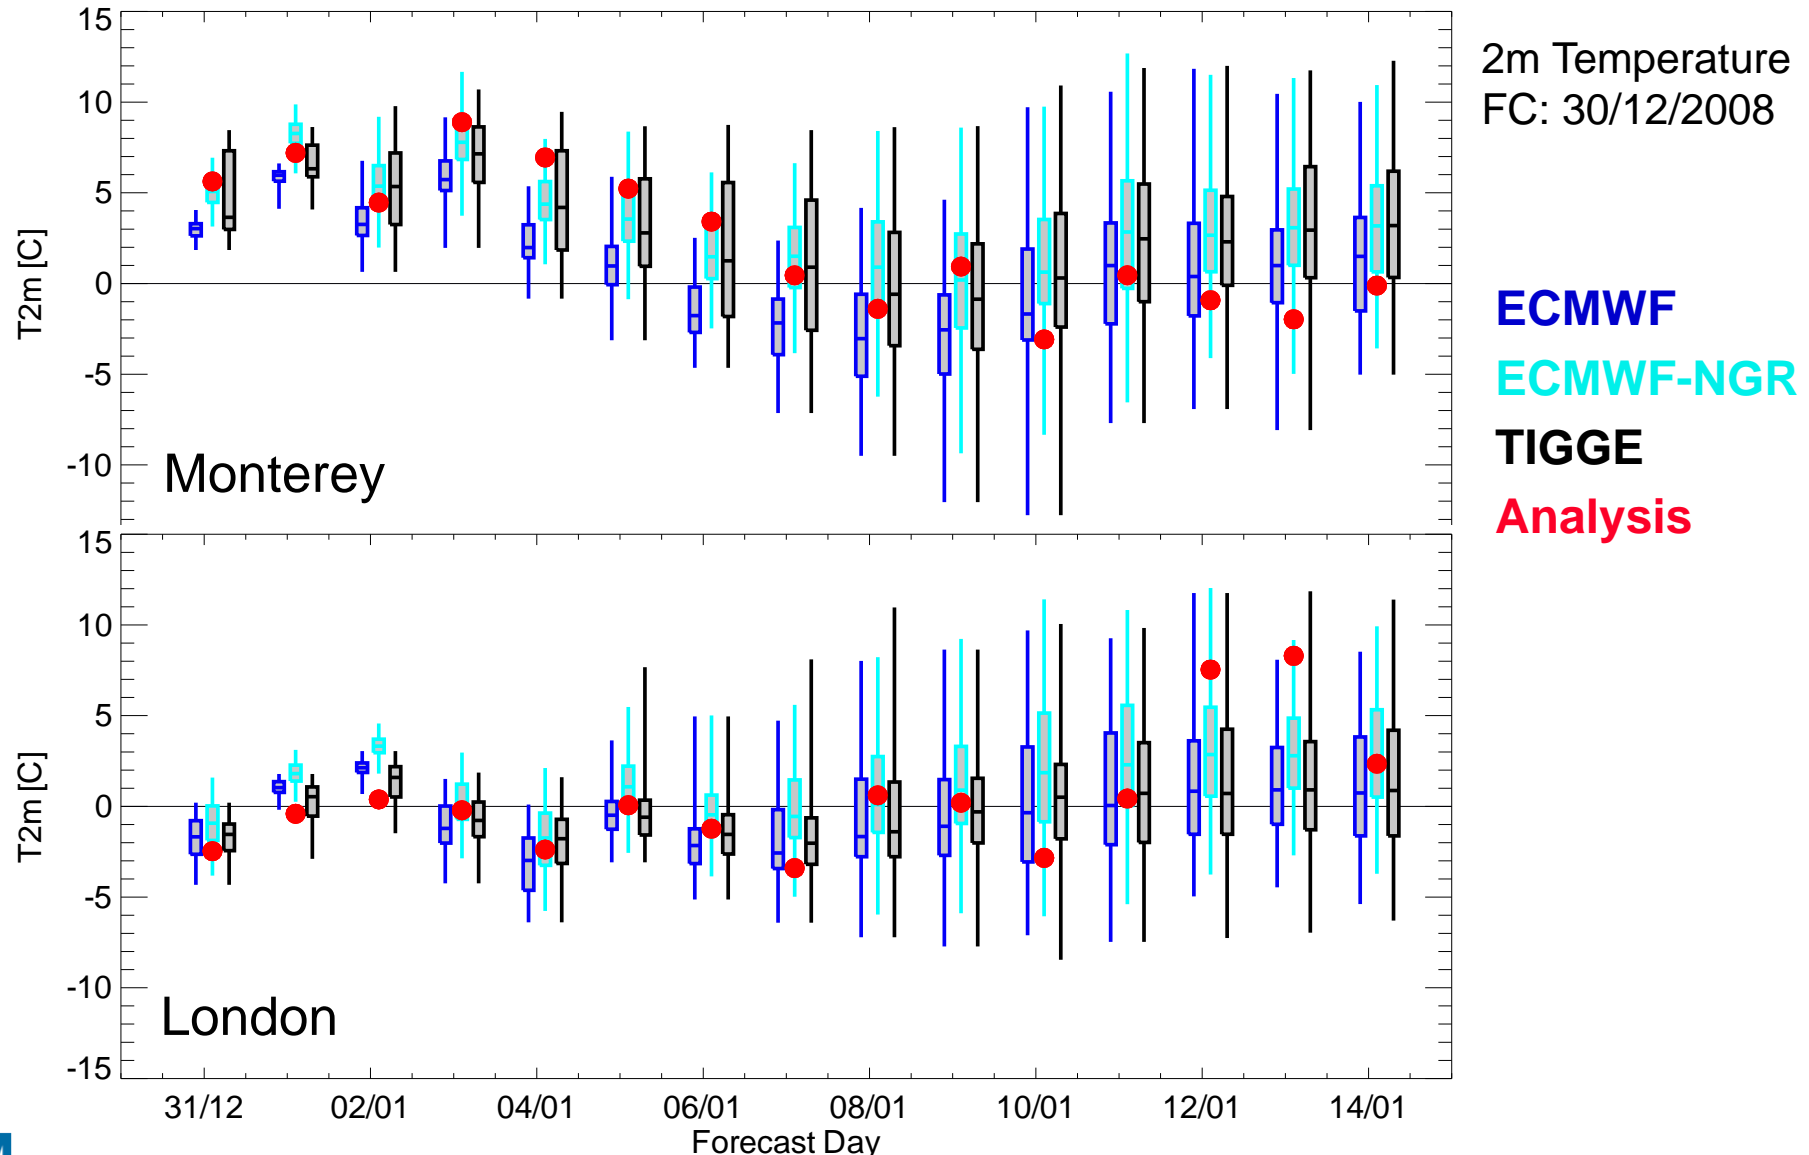 15
10
5
0
-5
-10
T2m [C]
Monterey
2m Temperature
FC: 30/12/2008
ECMWF
ECMWF-NGR
TIGGE
Analysis
15
10
5
0
-5
-10
-15
T2m [C]
London
31/12 02/01 04/01 06/01 08/01 10/01 12/01 14/01
Forecast Day